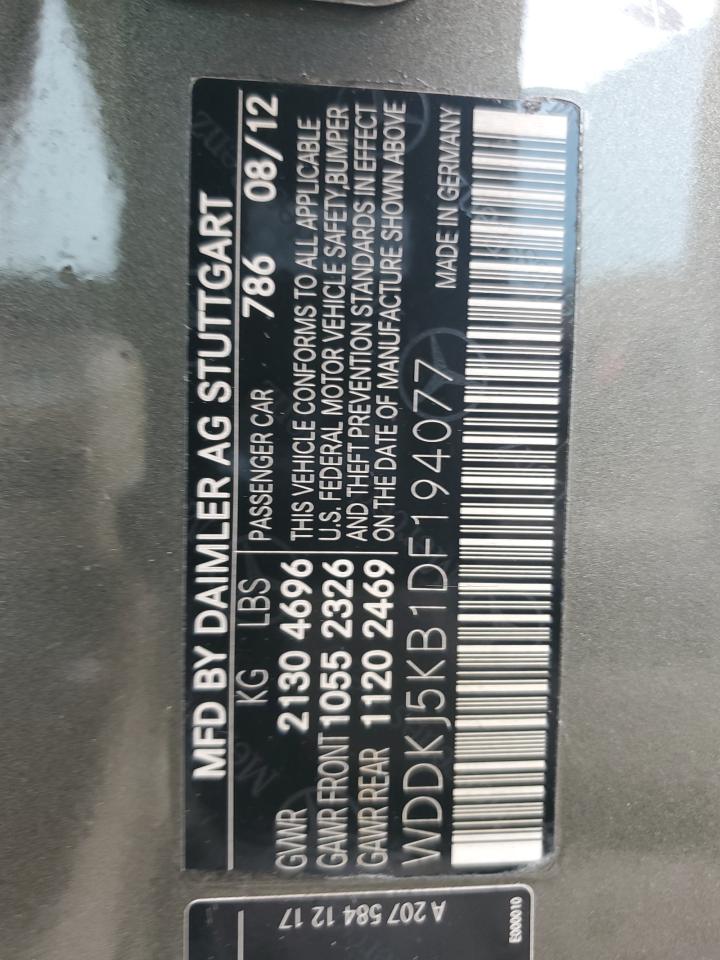 MFD BY DAIMLER AG STUTTGART
KG LBS PASSENGER CAR 786 08/12
GVWR 2130 4696 THIS VEHICLE CONFORMS TO ALL APPLICABLE
GAWR FRONT 1055 2326 U.S. FEDERAL MOTOR VEHICLE SAFETY,BUMPER
AND THEFT PREVENTION STANDARDS IN EFFECT
GAWR REAR 1120 2469 ON THE DATE OF MANUFACTURE SHOWN ABOVE
WDDKJ5KB1DF194077 MADE IN GERMANY
A 207 584 12 17
E000010